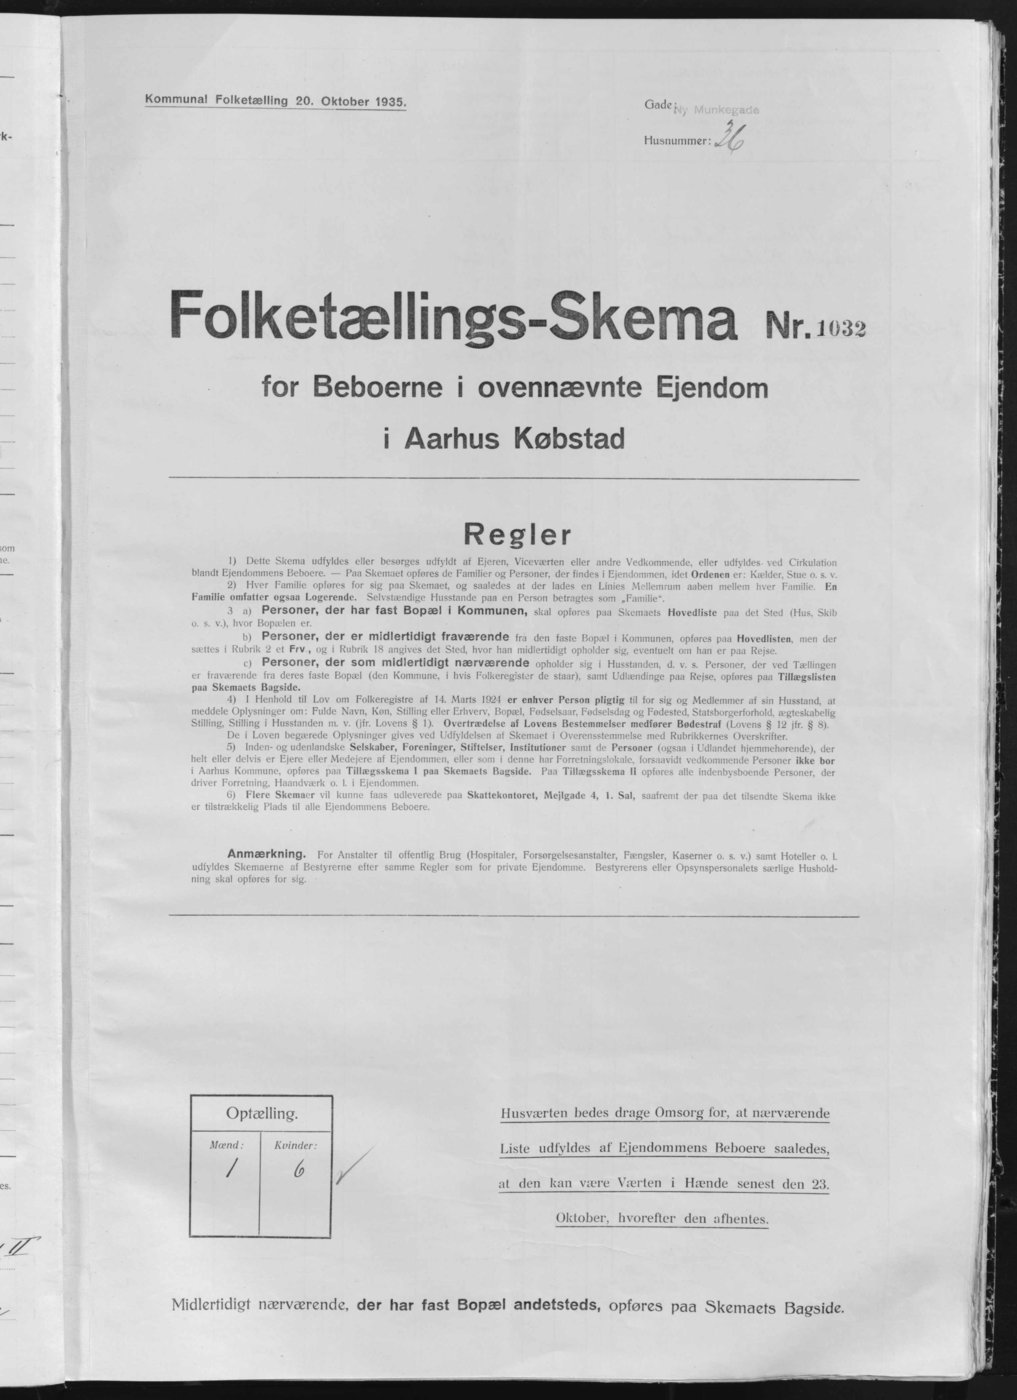 Kommunal Folketælling 20. Oktober 1935.
Gade: Ny Munkegade
Husnummer: 36
Folketællings-Skema Nr. 1032
for Beboerne i ovennævnte Ejendom
i Aarhus Købstad
Regler
1) Dette Skema udfyldes eller besørges udfyldt af Ejeren, Viceværten eller andre Vedkommende, eller udfyldes ved Cirkulation
blandt Ejendommens Beboere. — Paa Skemaet opføres de Familier og Personer, der findes i Ejendommen, idet Ordenen er: Kælder, Stue o. s. v.
2) Hver Familie opføres for sig paa Skemaet, og saaledes at der lades en Linies Mellemrum aaben mellem hver Familie. En
Familie omfatter ogsaa Logerende. Selvstændige Husstande paa en Person betragtes som „Familie“.
3 a) Personer, der har fast Bopæl i Kommunen, skal opføres paa Skemaets Hovedliste paa det Sted (Hus, Skib
o. s. v.), hvor Bopælen er.
b) Personer, der er midlertidigt fraværende fra den faste Bopæl i Kommunen, opføres paa Hovedlisten, men der
sættes i Rubrik 2 et Frv., og i Rubrik 18 angives det Sted, hvor han midlertidigt opholder sig, eventuelt om han er paa Rejse.
c) Personer, der som midlertidigt nærværende opholder sig i Husstanden, d. v. s. Personer, der ved Tællingen
er fraværende fra deres faste Bopæl (den Kommune, i hvis Folkeregister de staar), samt Udlændinge paa Rejse, opføres paa Tillægslisten
paa Skemaets Bagside.
4) I Henhold til Lov om Folkeregistre af 14. Marts 1924 er enhver Person pligtig til for sig og Medlemmer af sin Husstand, at
meddele Oplysninger om: Fulde Navn, Køn, Stilling eller Erhverv, Bopæl, Fødselsaar, Fødselsdag og Fødested, Statsborgerforhold, ægteskabelig
Stilling, Stilling i Husstanden m. v. (jfr. Lovens § 1). Overtrædelse af Lovens Bestemmelser medfører Bødestraf (Lovens § 12 jfr. § 8).
De i Loven begærede Oplysninger gives ved Udfyldelsen af Skemaet i Overensstemmelse med Rubrikkernes Overskrifter.
5) Inden- og udenlandske Selskaber, Foreninger, Stiftelser, Institutioner samt de Personer (ogsaa i Udlandet hjemmehørende), der
helt eller delvis er Ejere eller Medejere af Ejendommen, eller som i denne har Forretningslokale, forsaavidt vedkommende Personer ikke bor
i Aarhus Kommune, opføres paa Tillægsskema I paa Skemaets Bagside. Paa Tillægsskema II opføres alle indenbysboende Personer, der
driver Forretning, Haandværk o. l. i Ejendommen.
6) Flere Skemaer vil kunne faas udleverede paa Skattekontoret, Mejlgade 4, 1. Sal, saafremt der paa det tilsendte Skema ikke
er tilstrækkelig Plads til alle Ejendommens Beboere.
Anmærkning. For Anstalter til offentlig Brug (Hospitaler, Forsørgelsesanstalter, Fængsler, Kaserner o. s. v.) samt Hoteller o. l.
udfyldes Skemaerne af Bestyrerne efter samme Regler som for private Ejendomme. Bestyrerens eller Opsynspersonalets særlige Hushold-
ning skal opføres for sig.
Optælling.
Mænd: Kvinder:
1 6
Husværten bedes drage Omsorg for, at nærværende
Liste udfyldes af Ejendommens Beboere saaledes,
at den kan være Værten i Hænde senest den 23.
Oktober, hvorefter den afhentes.
Midlertidigt nærværende, der har fast Bopæl andetsteds, opføres paa Skemaets Bagside.